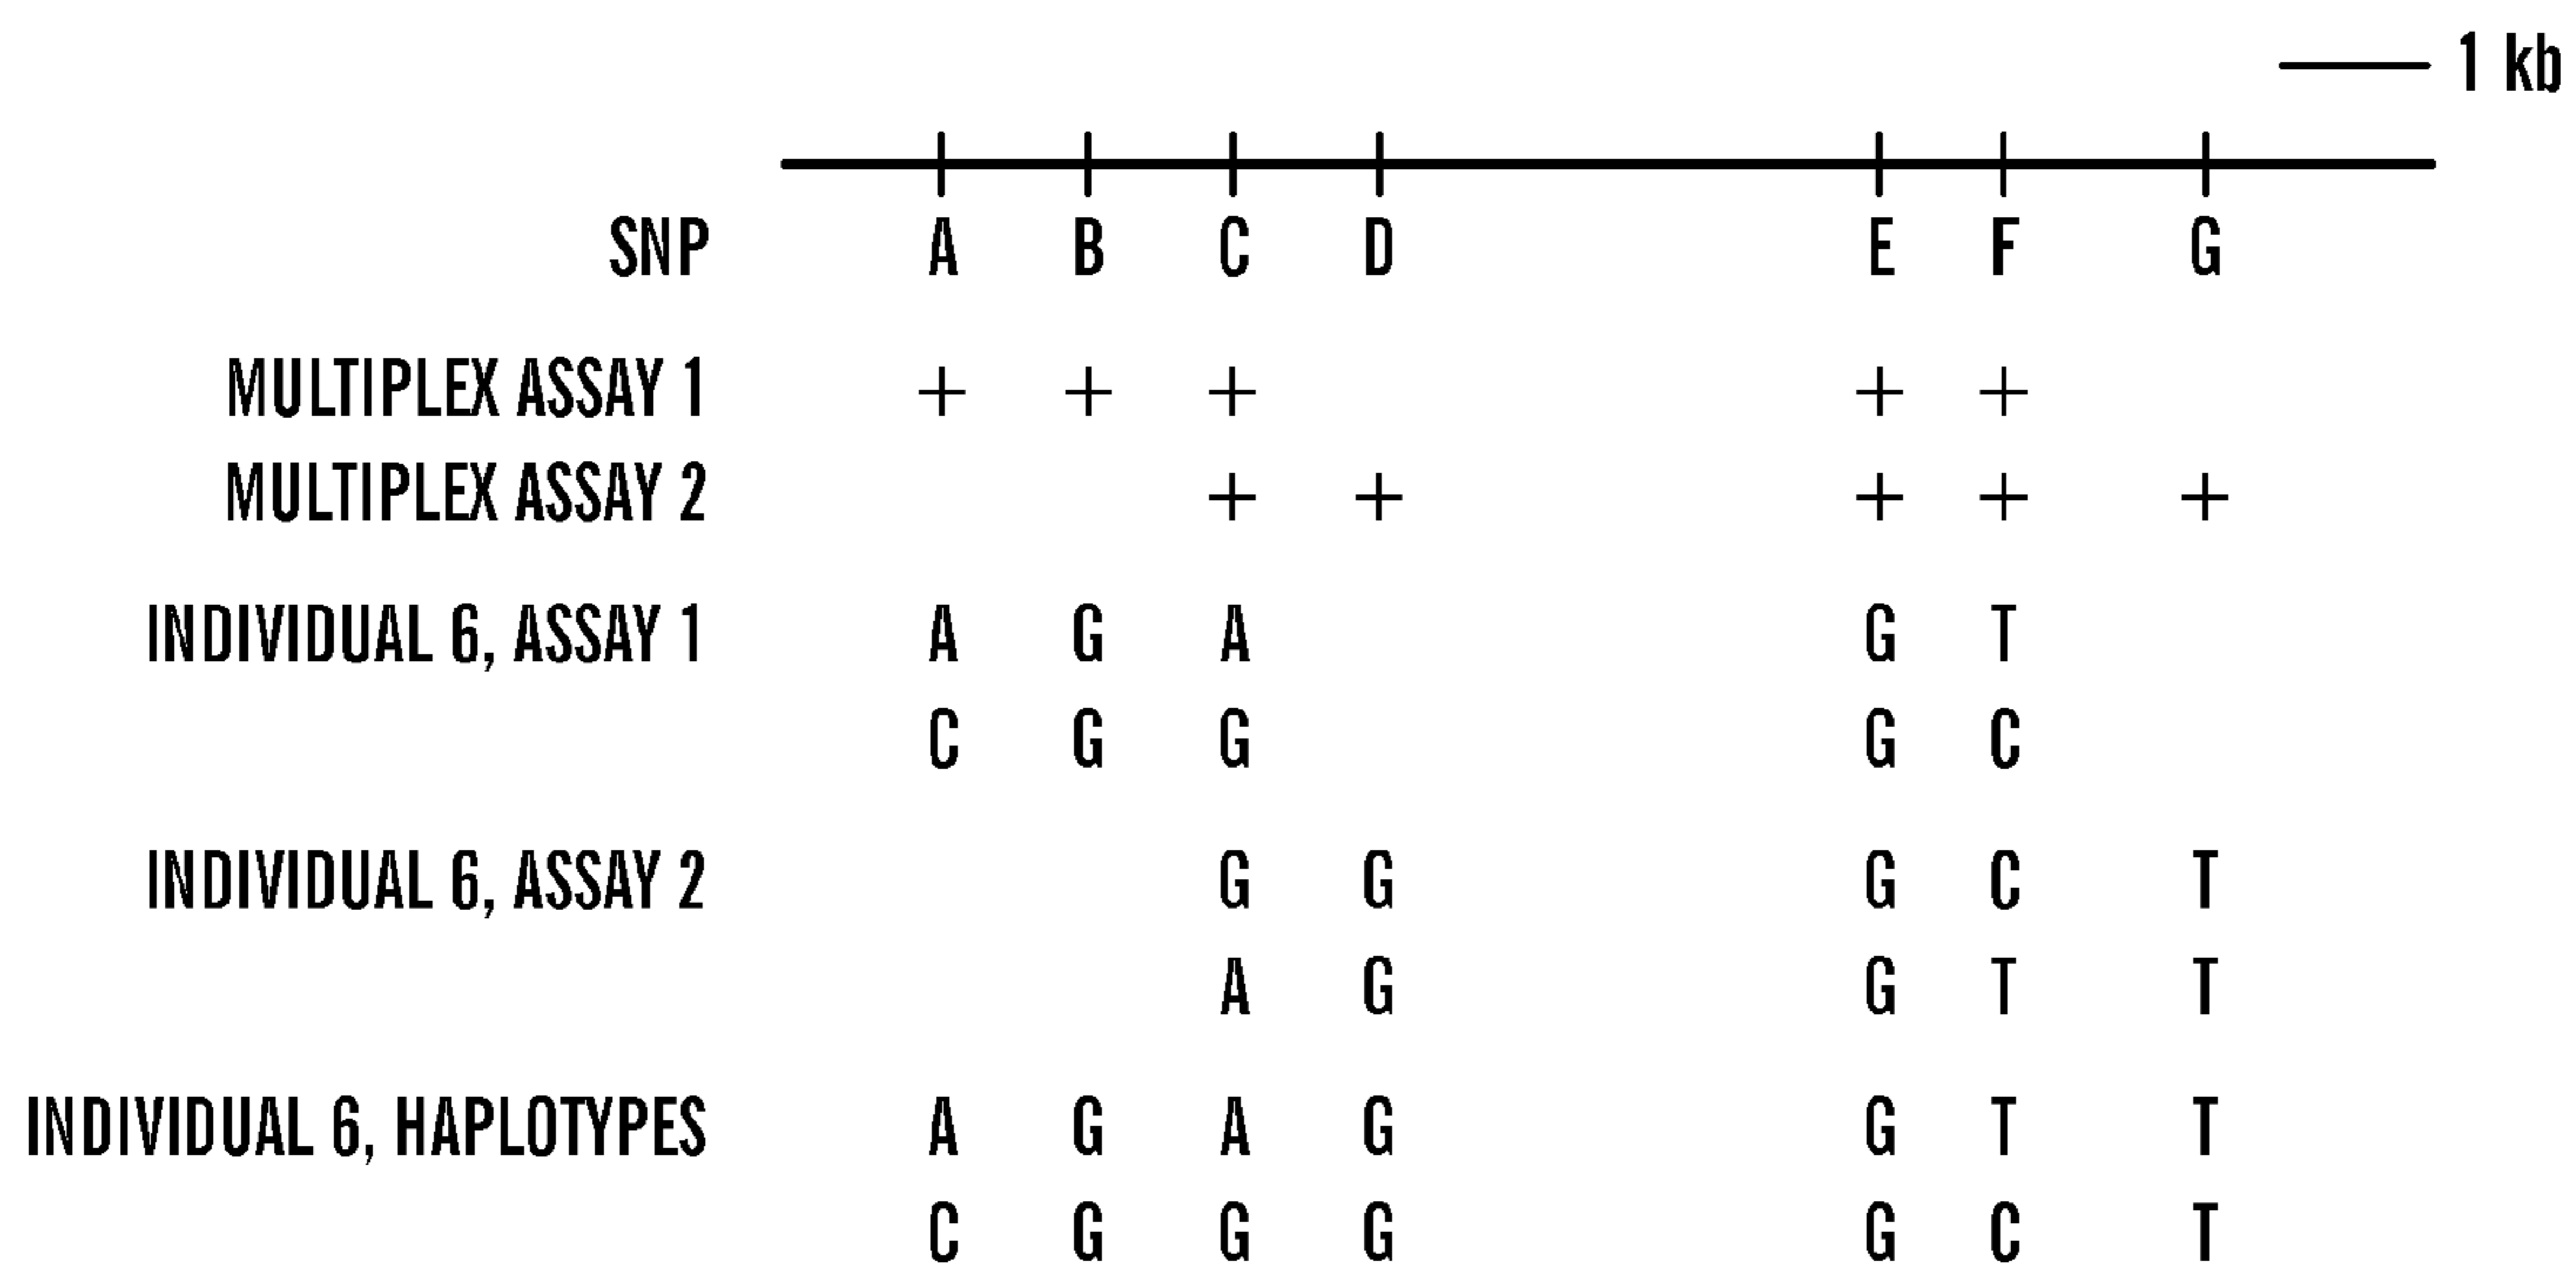 1 kb
SNP A B C D E F G
MULTIPLEX ASSAY 1 + + + + +
MULTIPLEX ASSAY 2 + + + + +
INDIVIDUAL 6, ASSAY 1 A G A G T
C G G G C
INDIVIDUAL 6, ASSAY 2 G G G C T
A G G T T
INDIVIDUAL 6, HAPLOTYPES A G A G G T T
C G G G G C T